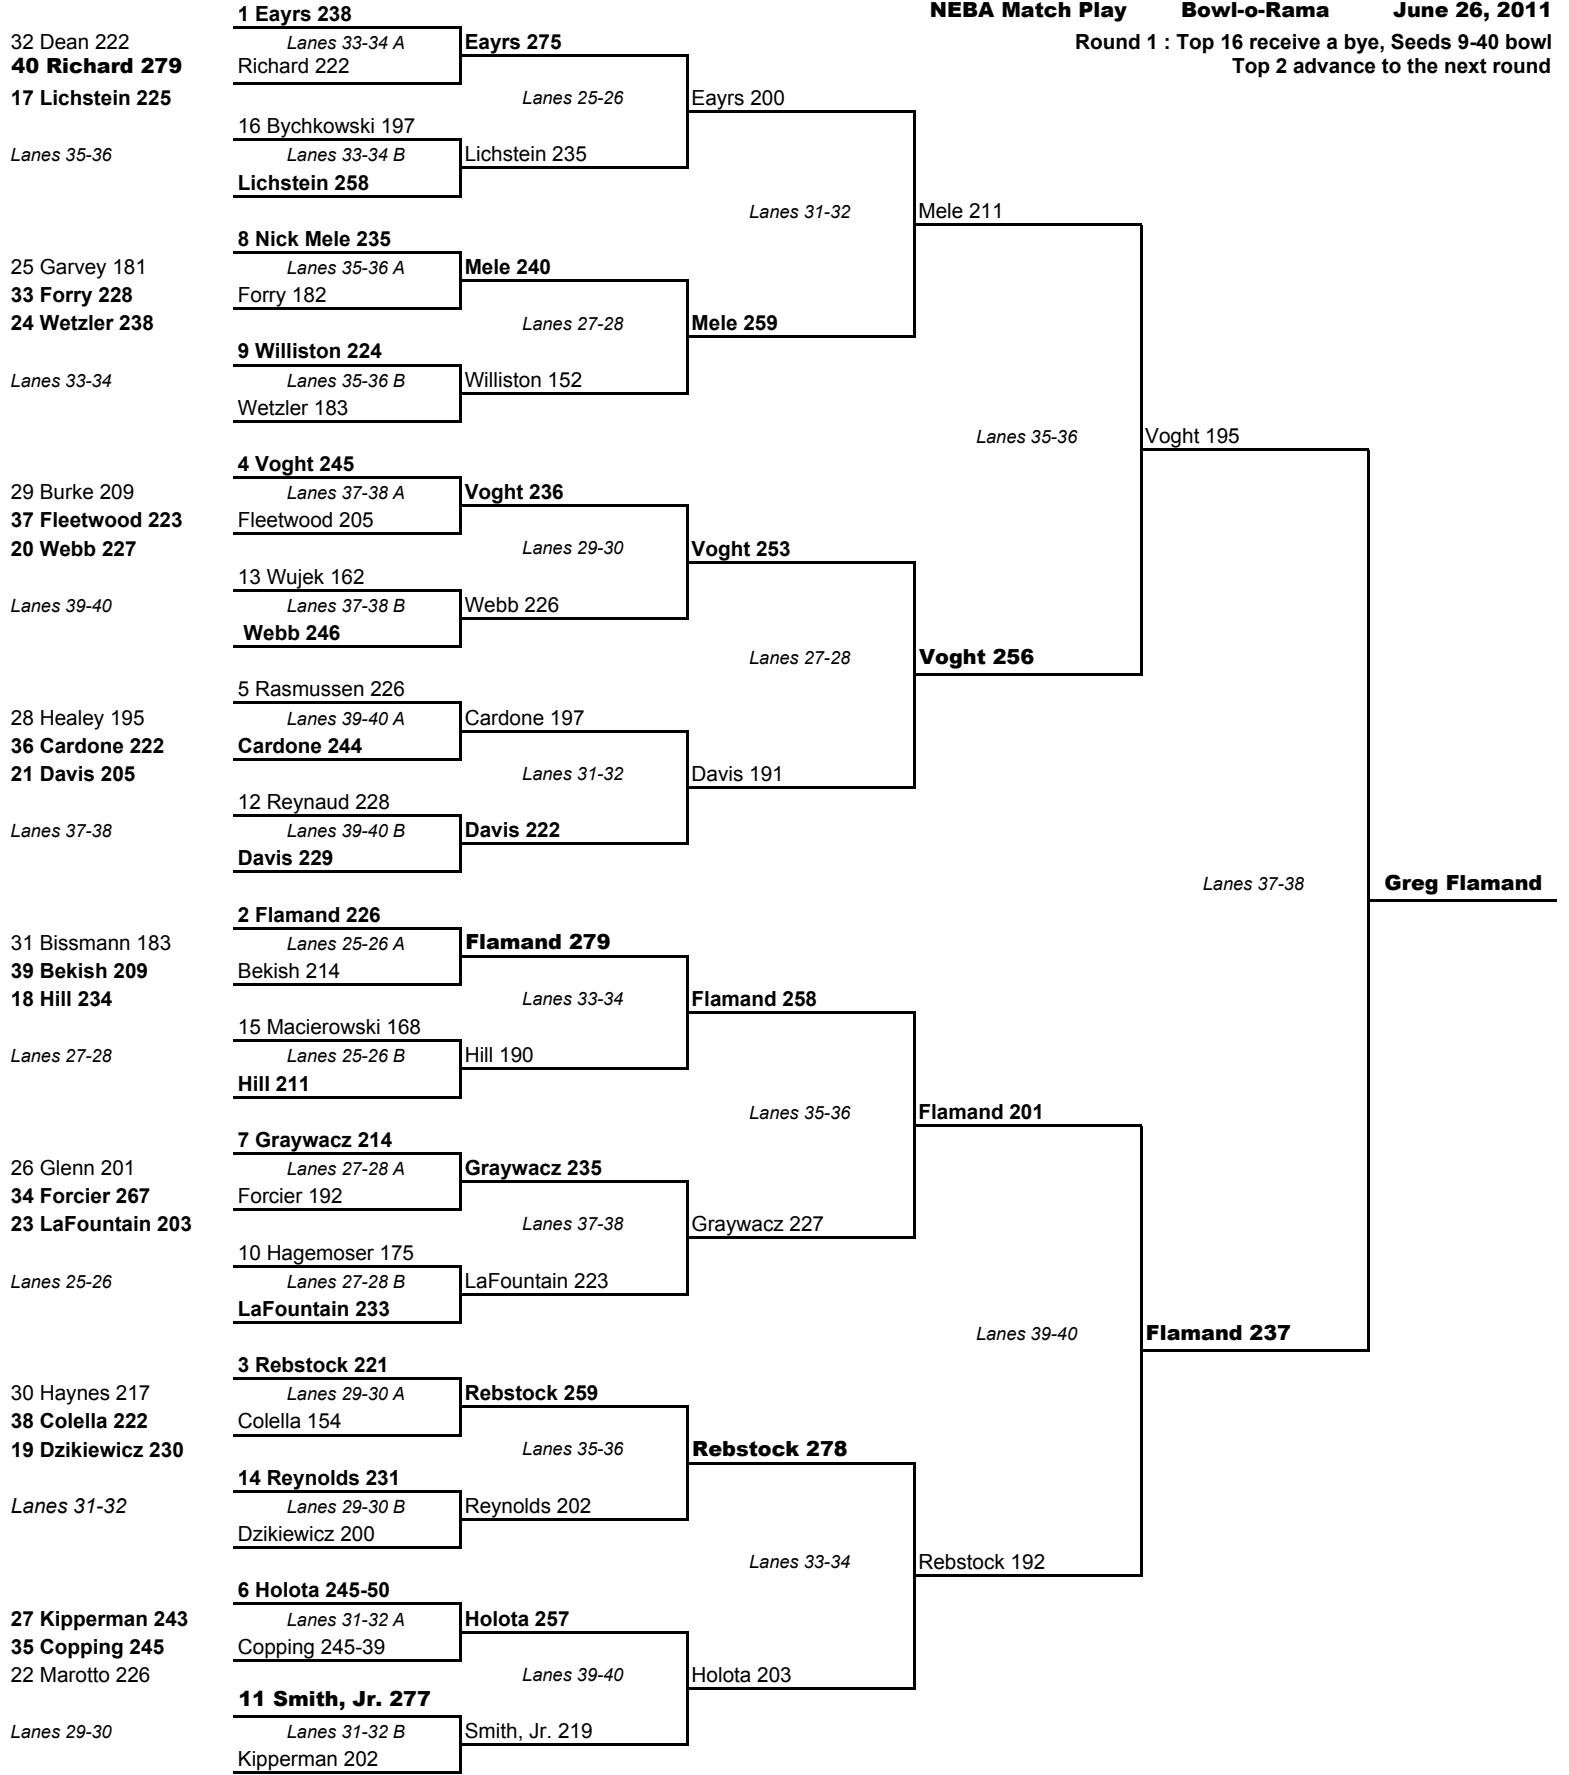 1 Eayrs 238
NEBA Match Play Bowl-o-Rama June 26, 2011
32 Dean 222
Lanes 33-34 A
Eayrs 275
Round 1 : Top 16 receive a bye, Seeds 9-40 bowl
40 Richard 279
Richard 222
Top 2 advance to the next round
17 Lichstein 225
Lanes 25-26
Eayrs 200
16 Bychkowski 197
Lanes 35-36
Lanes 33-34 B
Lichstein 235
Lichstein 258
Lanes 31-32
Mele 211
8 Nick Mele 235
25 Garvey 181
Lanes 35-36 A
Mele 240
33 Forry 228
Forry 182
24 Wetzler 238
Lanes 27-28
Mele 259
9 Williston 224
Lanes 33-34
Lanes 35-36 B
Williston 152
Wetzler 183
Lanes 35-36
Voght 195
4 Voght 245
29 Burke 209
Lanes 37-38 A
Voght 236
37 Fleetwood 223
Fleetwood 205
20 Webb 227
Lanes 29-30
Voght 253
13 Wujek 162
Lanes 39-40
Lanes 37-38 B
Webb 226
Webb 246
Lanes 27-28
Voght 256
5 Rasmussen 226
28 Healey 195
Lanes 39-40 A
Cardone 197
36 Cardone 222
Cardone 244
21 Davis 205
Lanes 31-32
Davis 191
12 Reynaud 228
Lanes 37-38
Lanes 39-40 B
Davis 222
Davis 229
Lanes 37-38
Greg Flamand
2 Flamand 226
31 Bissmann 183
Lanes 25-26 A
Flamand 279
39 Bekish 209
Bekish 214
18 Hill 234
Lanes 33-34
Flamand 258
15 Macierowski 168
Lanes 27-28
Lanes 25-26 B
Hill 190
Hill 211
Lanes 35-36
Flamand 201
7 Graywacz 214
26 Glenn 201
Lanes 27-28 A
Graywacz 235
34 Forcier 267
Forcier 192
23 LaFountain 203
Lanes 37-38
Graywacz 227
10 Hagemoser 175
Lanes 25-26
Lanes 27-28 B
LaFountain 223
LaFountain 233
Lanes 39-40
Flamand 237
3 Rebstock 221
30 Haynes 217
Lanes 29-30 A
Rebstock 259
38 Colella 222
Colella 154
19 Dzikiewicz 230
Lanes 35-36
Rebstock 278
14 Reynolds 231
Lanes 31-32
Lanes 29-30 B
Reynolds 202
Dzikiewicz 200
Lanes 33-34
Rebstock 192
6 Holota 245-50
27 Kipperman 243
Lanes 31-32 A
Holota 257
35 Copping 245
Copping 245-39
22 Marotto 226
Lanes 39-40
Holota 203
11 Smith, Jr. 277
Lanes 29-30
Lanes 31-32 B
Smith, Jr. 219
Kipperman 202